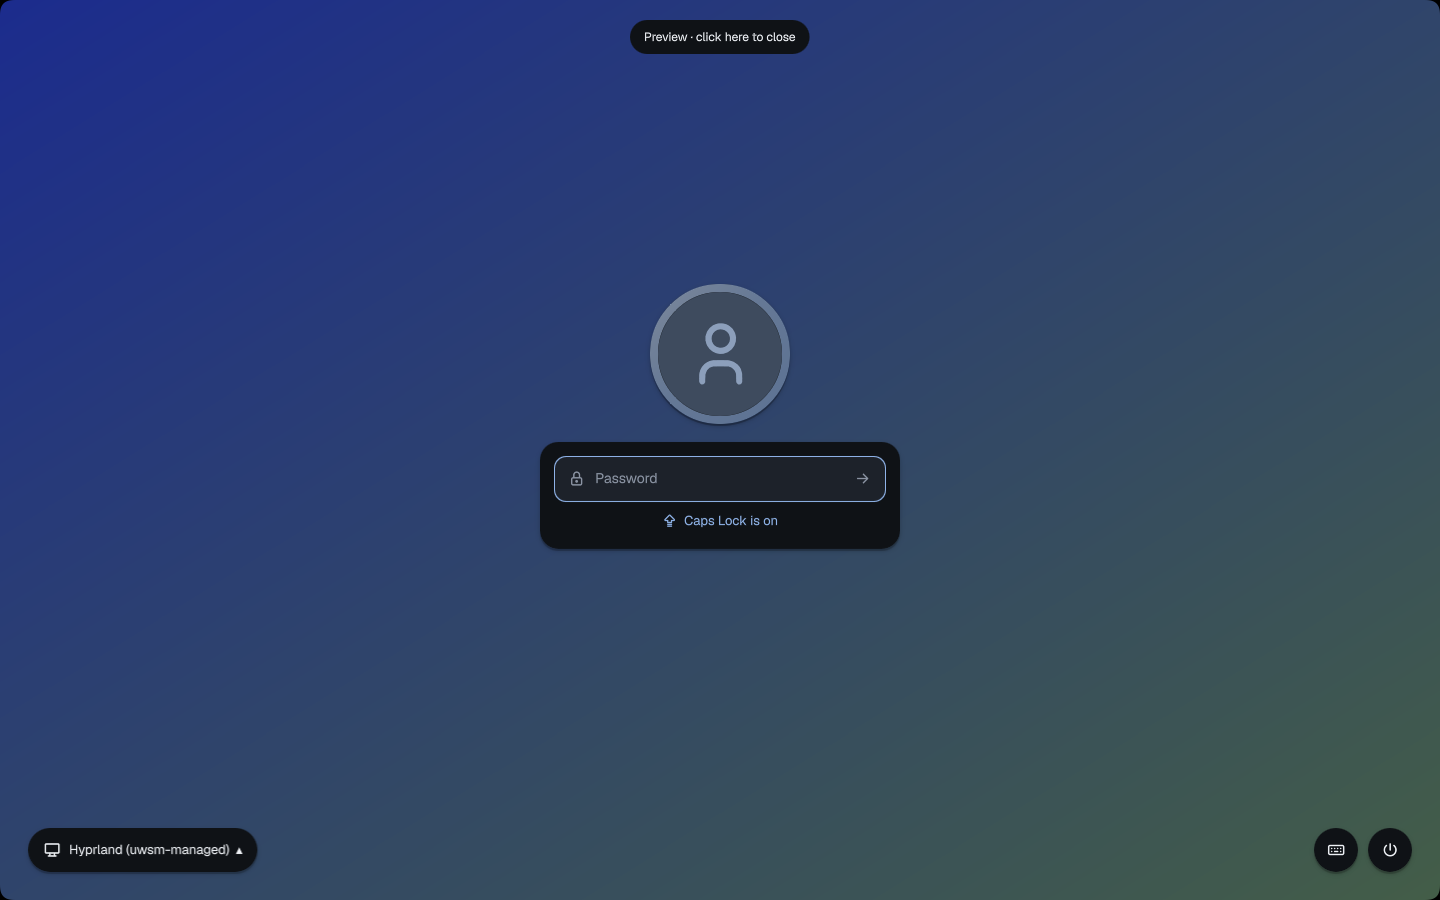 Preview · click here to close
Password
Caps Lock is on
Hyprland (uwsm-managed) ▴